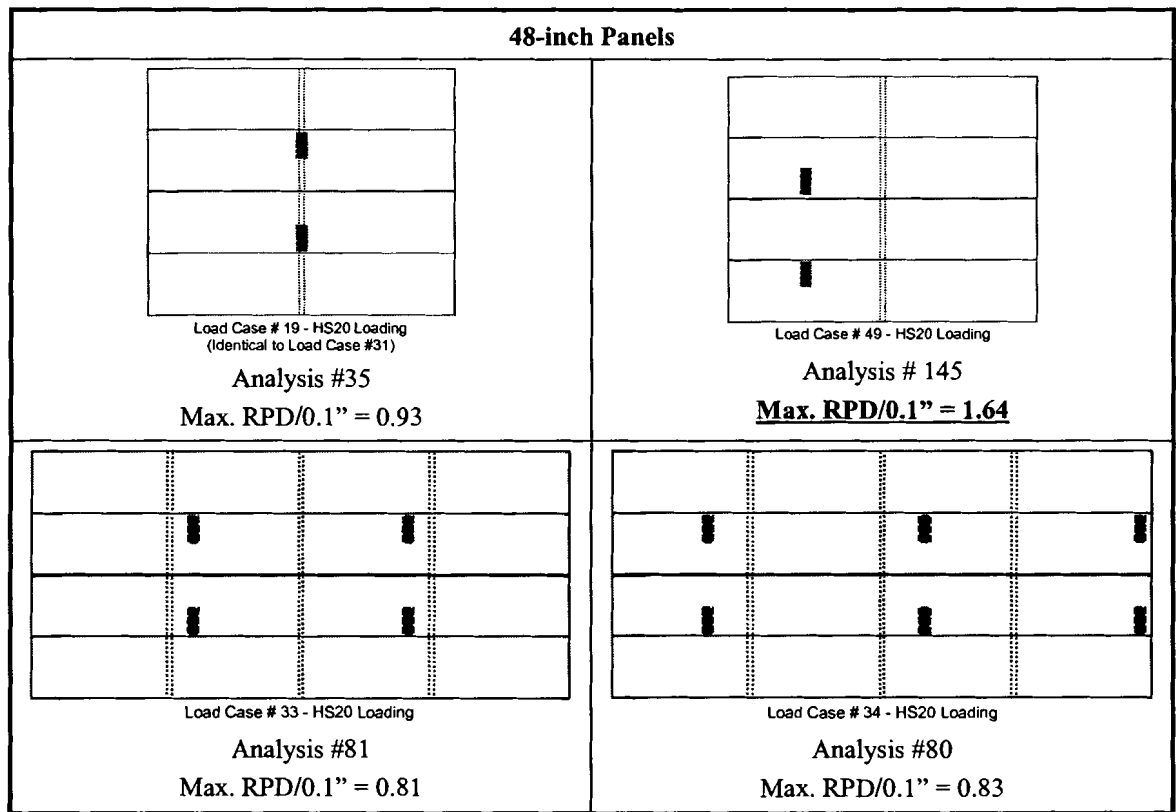 48-inch Panels
Load Case # 19 - HS20 Loading
(Identical to Load Case #31)
Analysis #35
Max. RPD/0.1” = 0.93
Load Case # 49 - HS20 Loading
Analysis # 145
Max. RPD/0.1” = 1.64
Load Case # 33 - HS20 Loading
Analysis #81
Max. RPD/0.1” = 0.81
Load Case # 34 - HS20 Loading
Analysis #80
Max. RPD/0.1” = 0.83